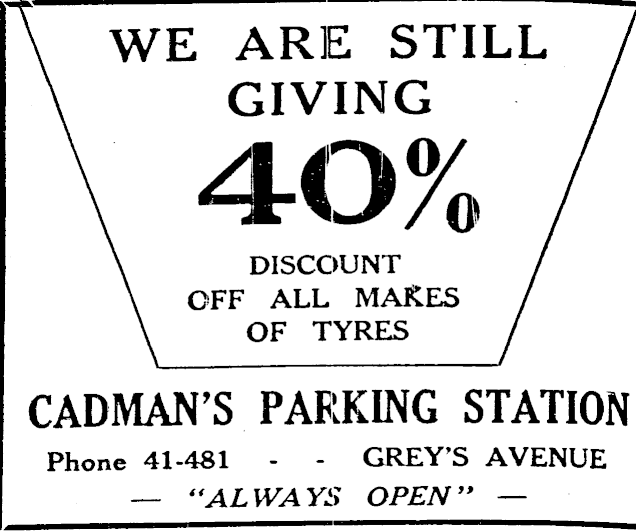 WE ARE STILL
GIVING
40%
DISCOUNT
OFF ALL MAKES
OF TYRES
CADMAN'S PARKING STATION
Phone 41-481 - - GREY'S AVENUE
— "ALWAYS OPEN" —